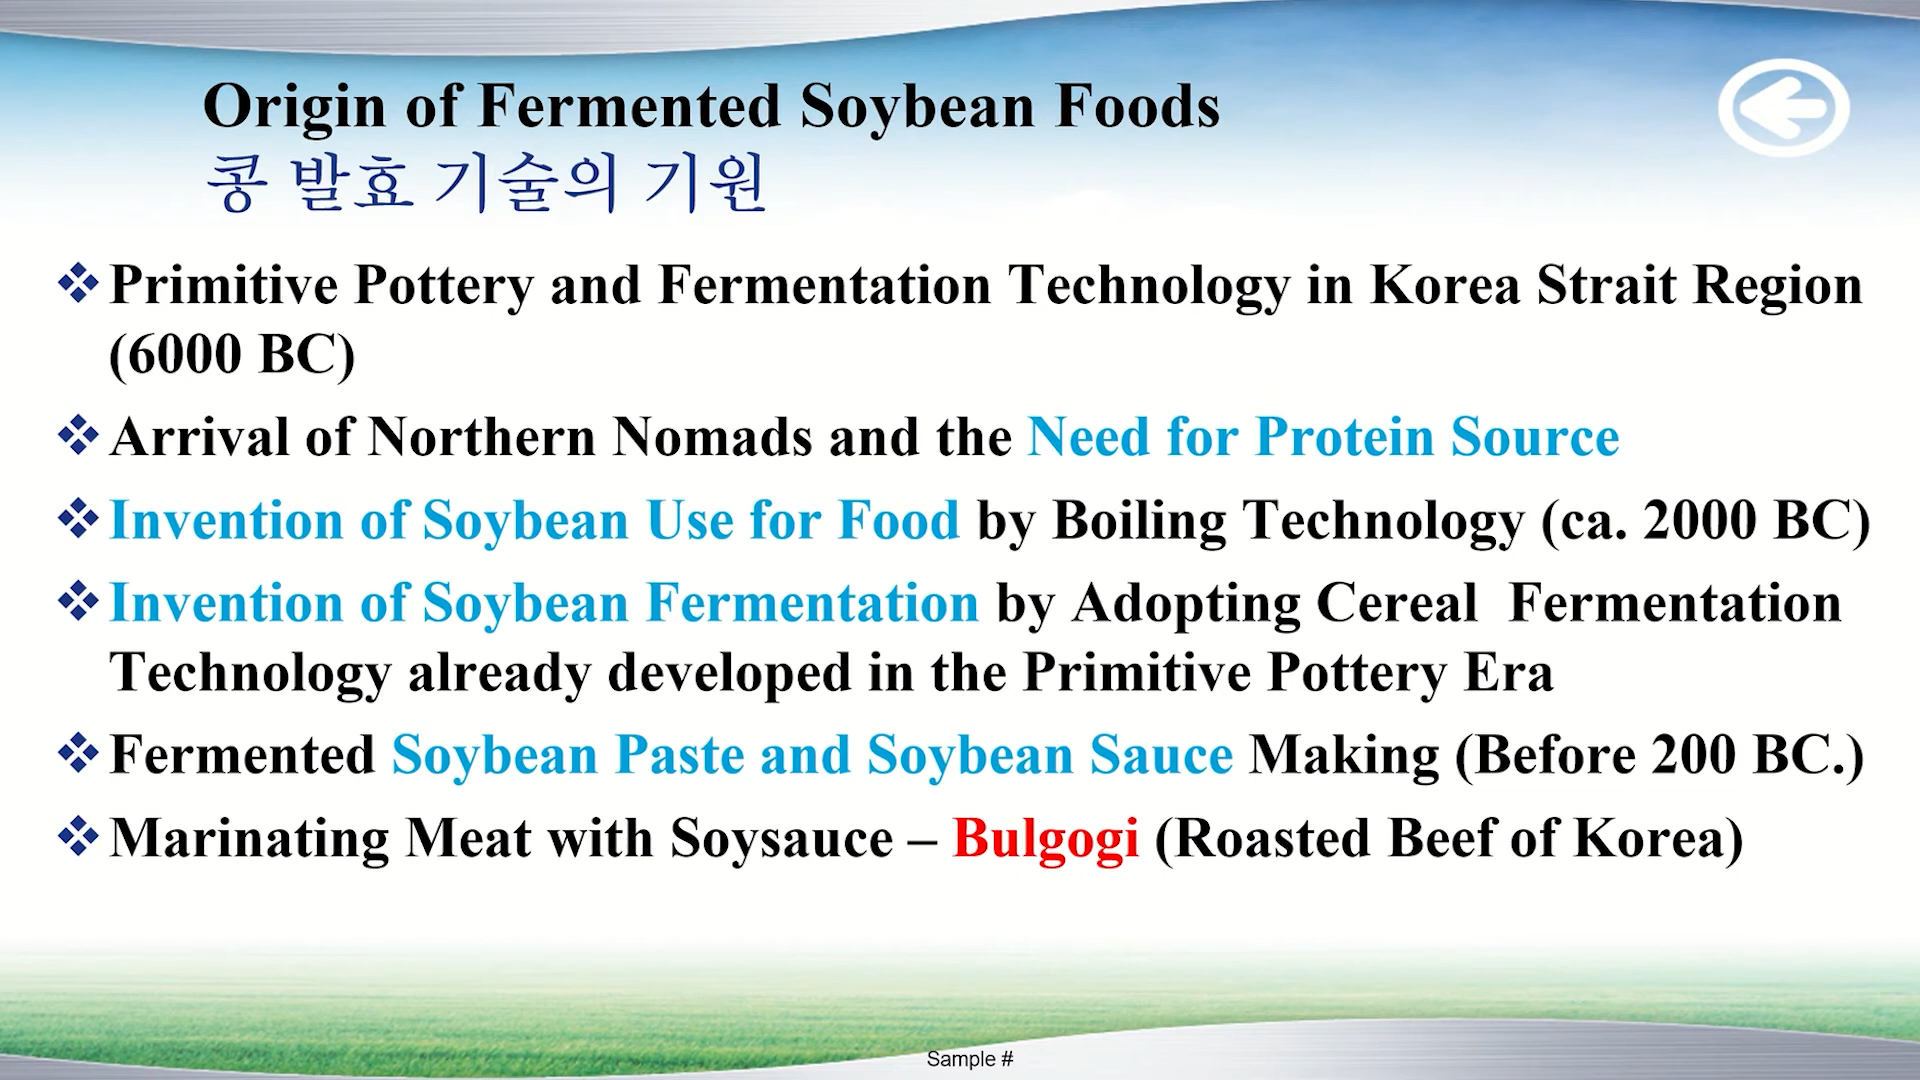 Origin of Fermented Soybean Foods
콩 발효 기술의 기원
❖Primitive Pottery and Fermentation Technology in Korea Strait Region
(6000 BC)
❖Arrival of Northern Nomads and the Need for Protein Source
❖Invention of Soybean Use for Food by Boiling Technology (ca. 2000 BC)
❖Invention of Soybean Fermentation by Adopting Cereal  Fermentation
Technology already developed in the Primitive Pottery Era
❖Fermented Soybean Paste and Soybean Sauce Making (Before 200 BC.)
❖Marinating Meat with Soysauce – Bulgogi (Roasted Beef of Korea)
Sample #